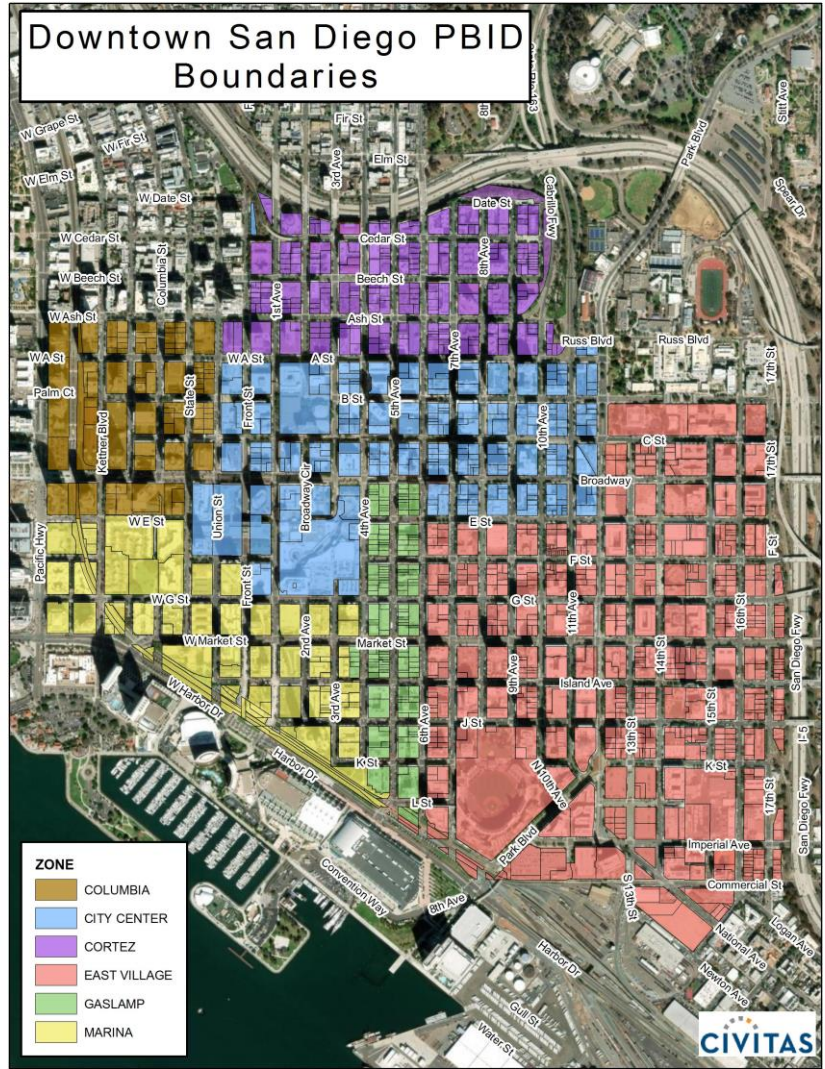 Downtown San Diego PBID
Boundaries
8th
163
Fir St
3rd Ave
Elm St
W Grape St
W Fir St
W Elm St
W Date St
W Cedar St
Columbia St
W Beech St
W Ash St
W A St
Palm Ct
Park Blvd
Stitt Ave
Spear Dr
Cabrillo Fwy
Date St
Cedar St
8th Ave
Beech St
1st Ave
Ash St
7th Ave
Russ Blvd
Russ Blvd
W A St
A St
17th St
State St
Front St
B St
5th Ave
10th Ave
Kettner Blvd
C St
17th St
Broadway
Union St
Broadway Cir
4th Ave
W E St
E St
Pacific Hwy
Front St
F St
F St
W G St
G St
11th Ave
16th St
W Market St
2nd Ave
Market St
14th St
San Diego Fwy
W Harbor Dr
3rd Ave
9th Ave
Island Ave
15th St
6th Ave
J St
13th St
I-5
Harbor Dr
K St
N 10th Ave
K St
17th St
San Diego Fwy
L St
Park Blvd
Imperial Ave
Convention Way
8th Ave
S 13th St
Commercial St
Harbor Dr
National Ave
Logan Ave
Newton Ave
Gull St
Water St
ZONE
COLUMBIA
CITY CENTER
CORTEZ
EAST VILLAGE
GASLAMP
MARINA
CIVITAS